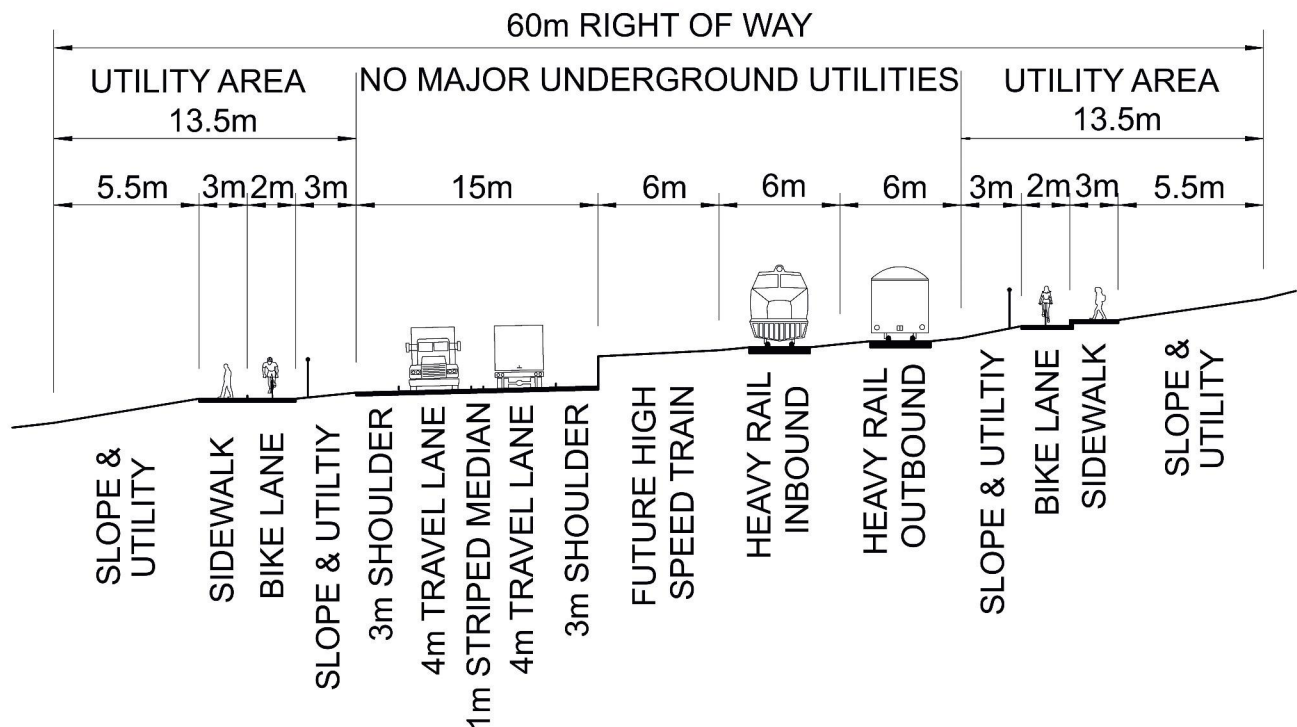 60m RIGHT OF WAY
UTILITY AREA
NO MAJOR UNDERGROUND UTILITIES
UTILITY AREA
13.5m
13.5m
5.5m
3m
2m
3m
15m
6m
6m
6m
3m
2m
3m
5.5m
SLOPE &
UTILITY
SIDEWALK
BIKE LANE
SLOPE & UTILTIY
3m SHOULDER
4m TRAVEL LANE
1m STRIPED MEDIAN
4m TRAVEL LANE
3m SHOULDER
FUTURE HIGH
SPEED TRAIN
HEAVY RAIL
INBOUND
HEAVY RAIL
OUTBOUND
SLOPE & UTILTIY
BIKE LANE
SIDEWALK
SLOPE &
UTILITY